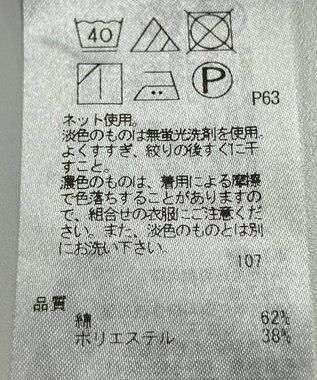 40
P
P63
ネット使用。
淡色のものは無蛍光洗剤を使用。
よくすすぎ、絞りの後すぐに干
すこと。
濃色のものは、着用による摩擦
で色落ちすることがありますの
で、組合せの衣服にご注意くだ
さい。また、淡色のものとは別
にお洗い下さい。
107
品質
綿 62%
ポリエステル 38%